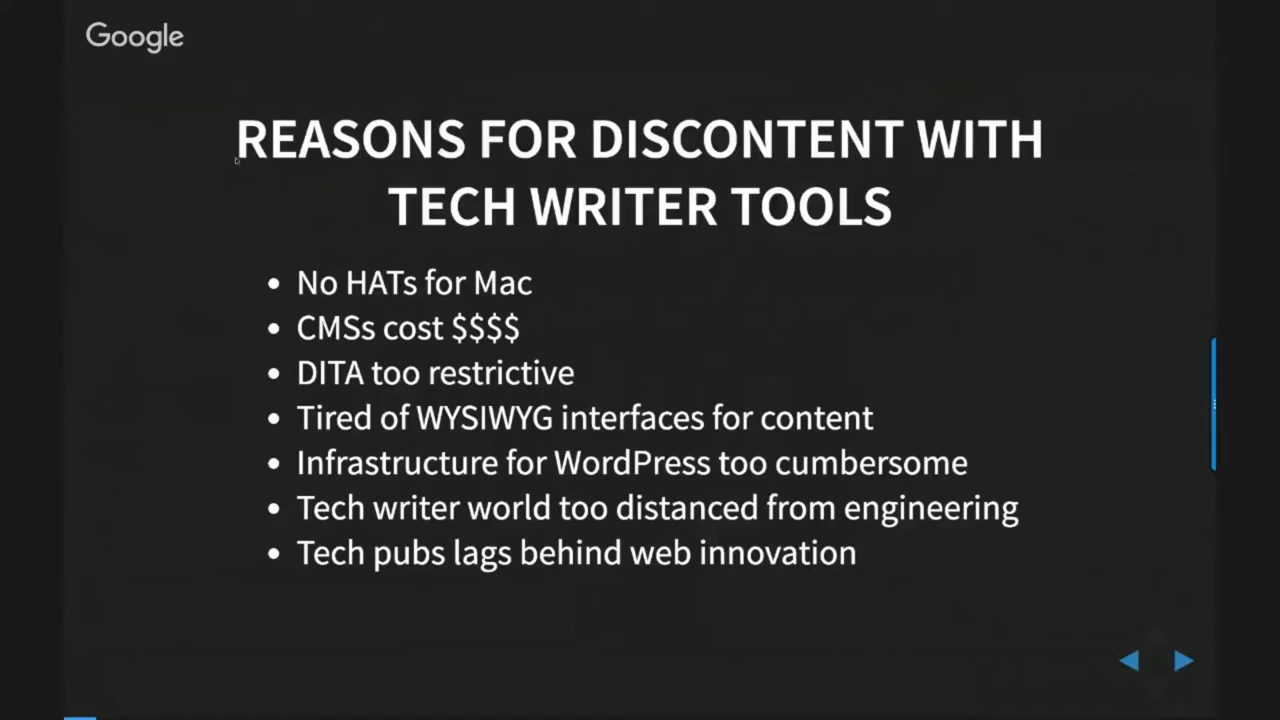 Google
REASONS FOR DISCONTENT WITH
TECH WRITER TOOLS
• No HATs for Mac
• CMSs cost $$$$
• DITA too restrictive
• Tired of WYSIWYG interfaces for content
• Infrastructure for WordPress too cumbersome
• Tech writer world too distanced from engineering
• Tech pubs lags behind web innovation